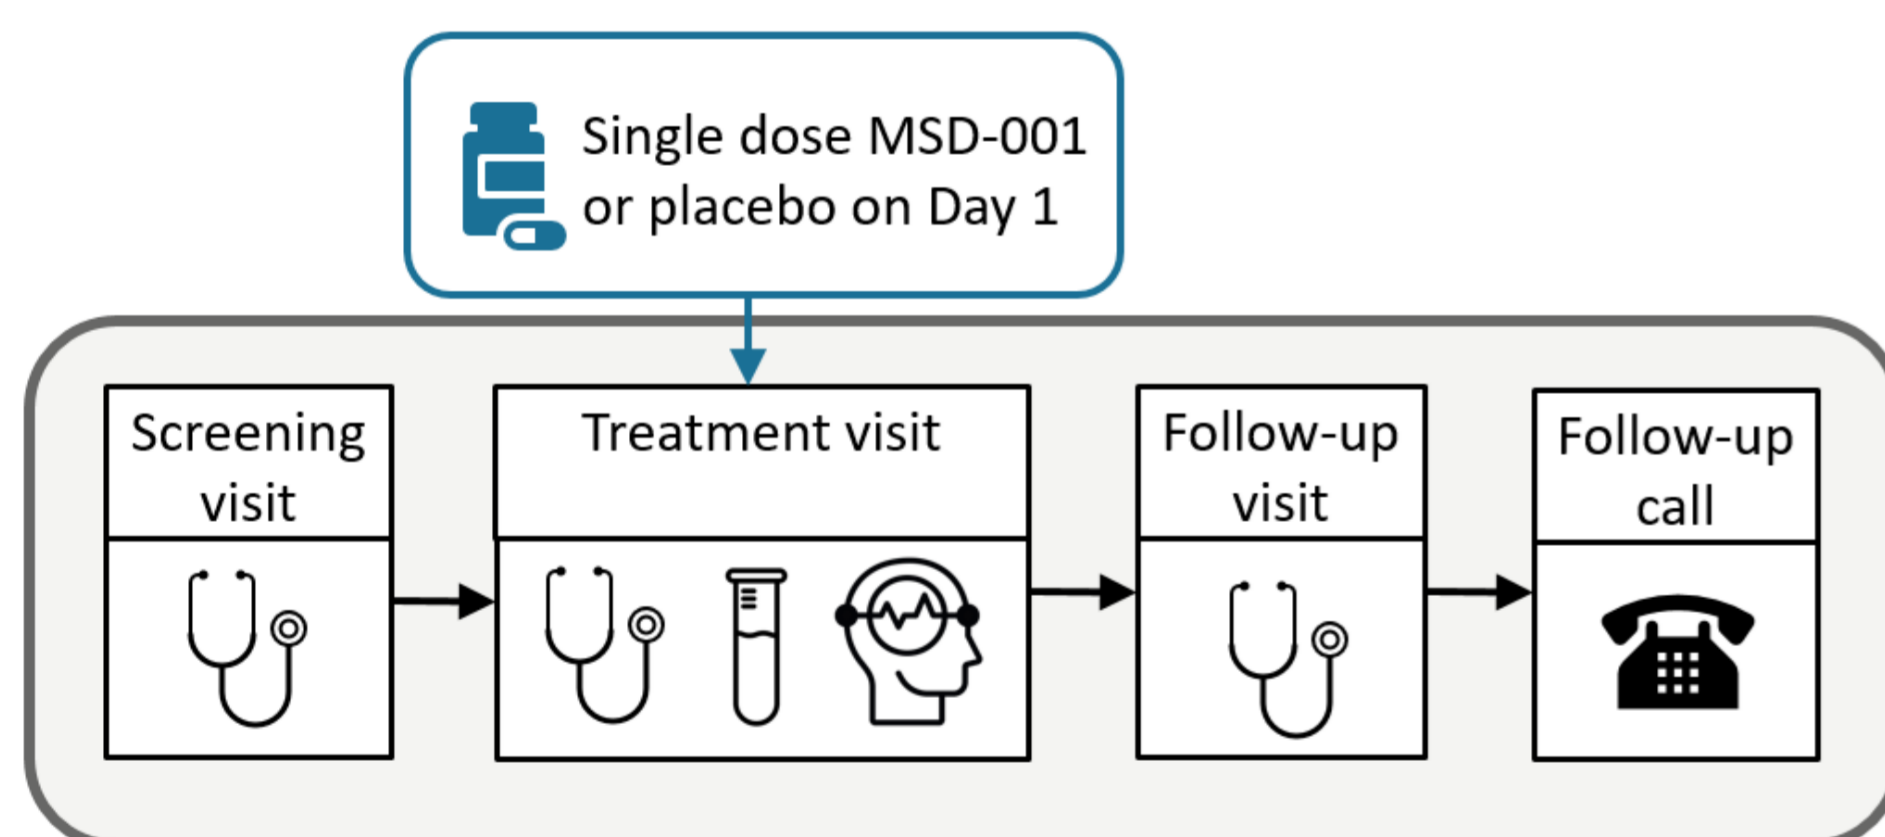 Single dose MSD-001
or placebo on Day 1
Screening
visit
Treatment visit
Follow-up
visit
Follow-up
call